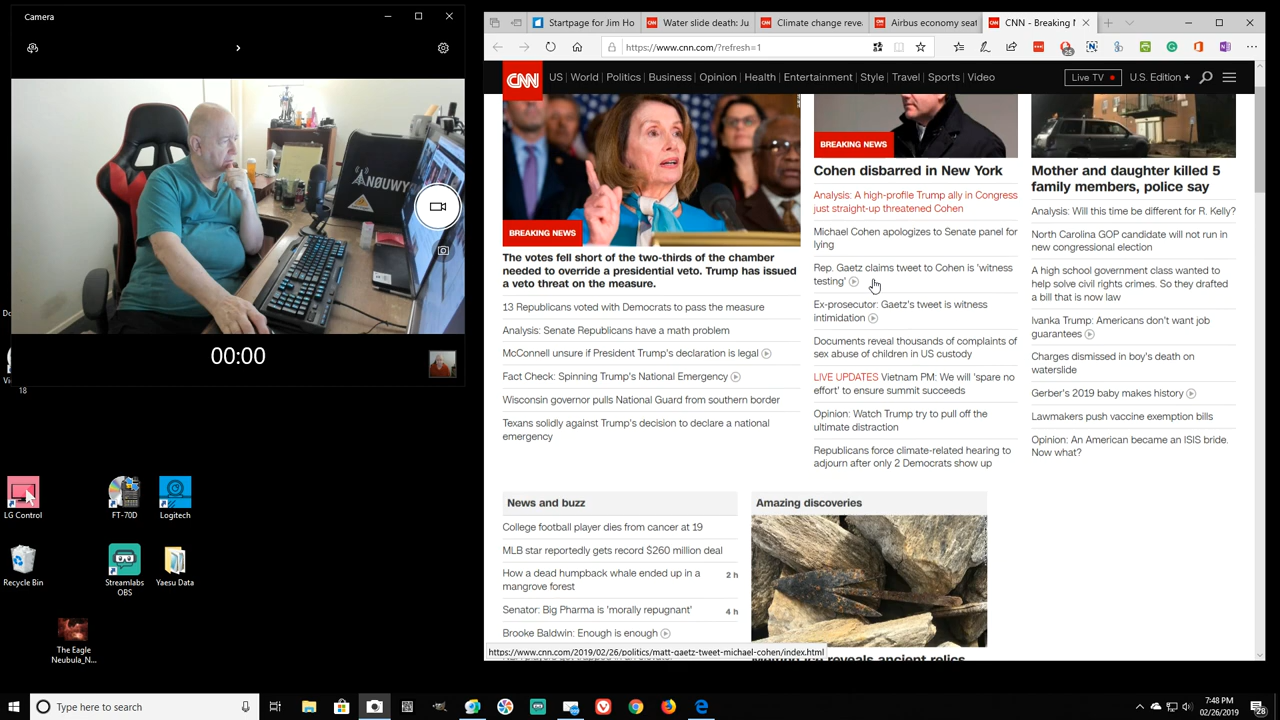 Camera
00:00
NØUWY
Do
Vi
18
LG Control
FT-70D
Logitech
Recycle Bin
Streamlabs
OBS
Yaesu Data
The Eagle
Neubula_N...
Startpage for Jim Ho
Water slide death: Ju
Climate change reve
Airbus economy seat
CNN - Breaking N
https://www.cnn.com/?refresh=1
CNN
US | World | Politics | Business | Opinion | Health | Entertainment | Style | Travel | Sports | Video
Live TV
U.S. Edition +
BREAKING NEWS
The votes fell short of the two-thirds of the chamber
needed to override a presidential veto. Trump has issued
a veto threat on the measure.
13 Republicans voted with Democrats to pass the measure
Analysis: Senate Republicans have a math problem
McConnell unsure if President Trump's declaration is legal
Fact Check: Spinning Trump's National Emergency
Wisconsin governor pulls National Guard from southern border
Texans solidly against Trump's decision to declare a national
emergency
BREAKING NEWS
Cohen disbarred in New York
Analysis: A high-profile Trump ally in Congress
just straight-up threatened Cohen
Michael Cohen apologizes to Senate panel for
lying
Rep. Gaetz claims tweet to Cohen is 'witness
testing'
Ex-prosecutor: Gaetz's tweet is witness
intimidation
Documents reveal thousands of complaints of
sex abuse of children in US custody
LIVE UPDATES Vietnam PM: We will 'spare no
effort' to ensure summit succeeds
Opinion: Watch Trump try to pull off the
ultimate distraction
Republicans force climate-related hearing to
adjourn after only 2 Democrats show up
Mother and daughter killed 5
family members, police say
Analysis: Will this time be different for R. Kelly?
North Carolina GOP candidate will not run in
new congressional election
A high school government class wanted to
help solve civil rights crimes. So they drafted
a bill that is now law
Ivanka Trump: Americans don't want job
guarantees
Charges dismissed in boy's death on
waterslide
Gerber's 2019 baby makes history
Lawmakers push vaccine exemption bills
Opinion: An American became an ISIS bride.
Now what?
News and buzz
College football player dies from cancer at 19
MLB star reportedly gets record $260 million deal
How a dead humpback whale ended up in a
mangrove forest
2 h
Senator: Big Pharma is 'morally repugnant'
4 h
Brooke Baldwin: Enough is enough
Amazing discoveries
Melting ice reveals ancient relics
https://www.cnn.com/2019/02/26/politics/matt-gaetz-tweet-michael-cohen/index.html
Type here to search
7:48 PM
02/26/2019
28